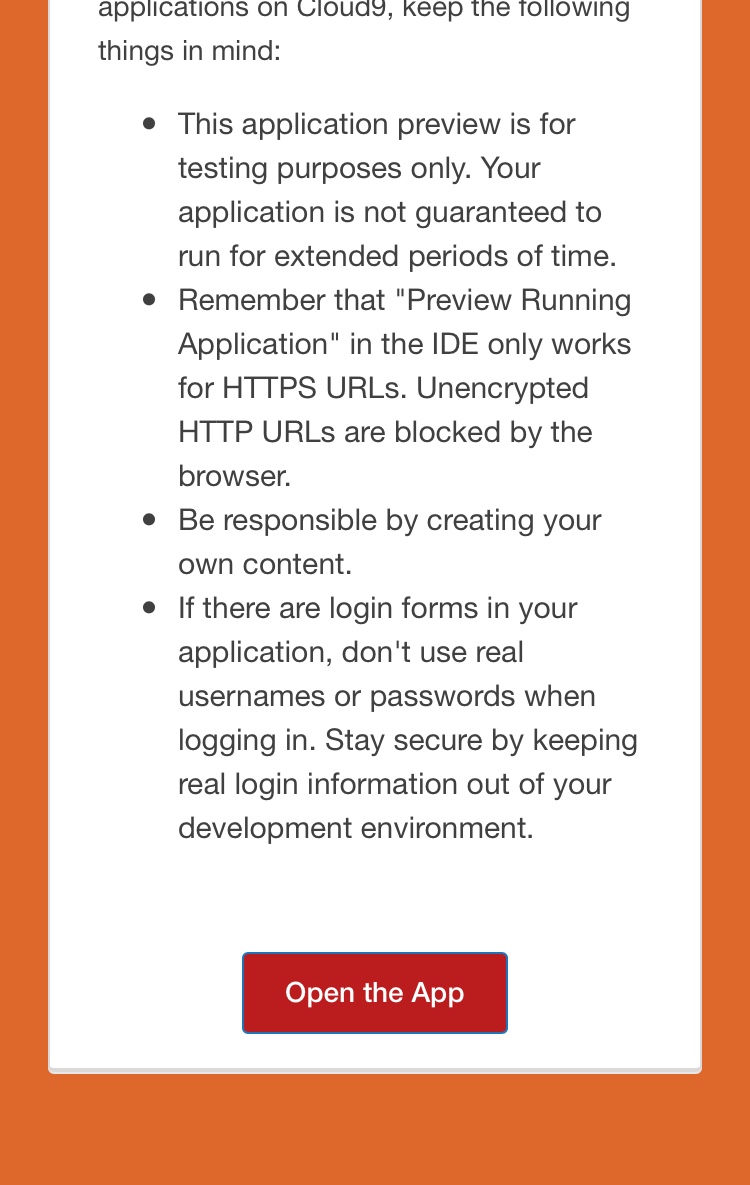 applications on Cloud9, keep the following
things in mind:
This application preview is for
testing purposes only. Your
application is not guaranteed to
run for extended periods of time.
Remember that "Preview Running
Application" in the IDE only works
for HTTPS URLs. Unencrypted
HTTP URLs are blocked by the
browser.
Be responsible by creating your
own content.
If there are login forms in your
application, don't use real
usernames or passwords when
logging in. Stay secure by keeping
real login information out of your
development environment.
Open the App